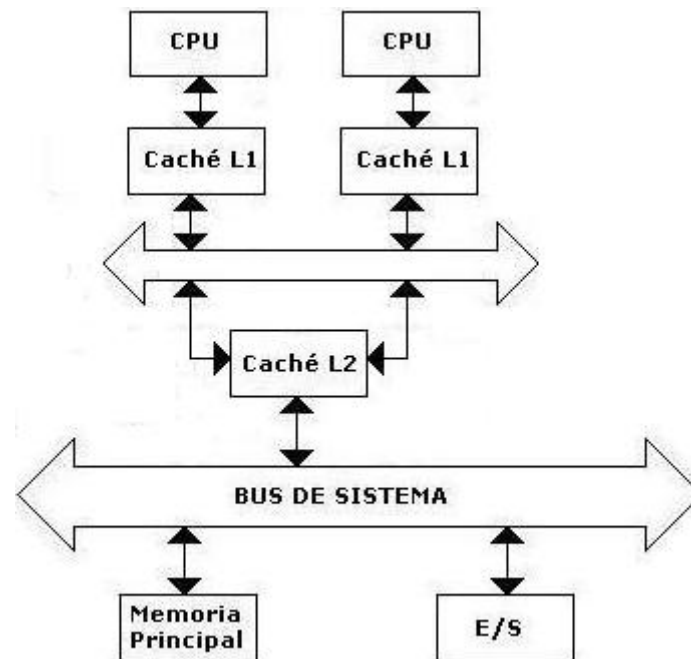 CPU
CPU
Caché L1
Caché L1
Caché L2
BUS DE SISTEMA
Memoria
Principal
E/S